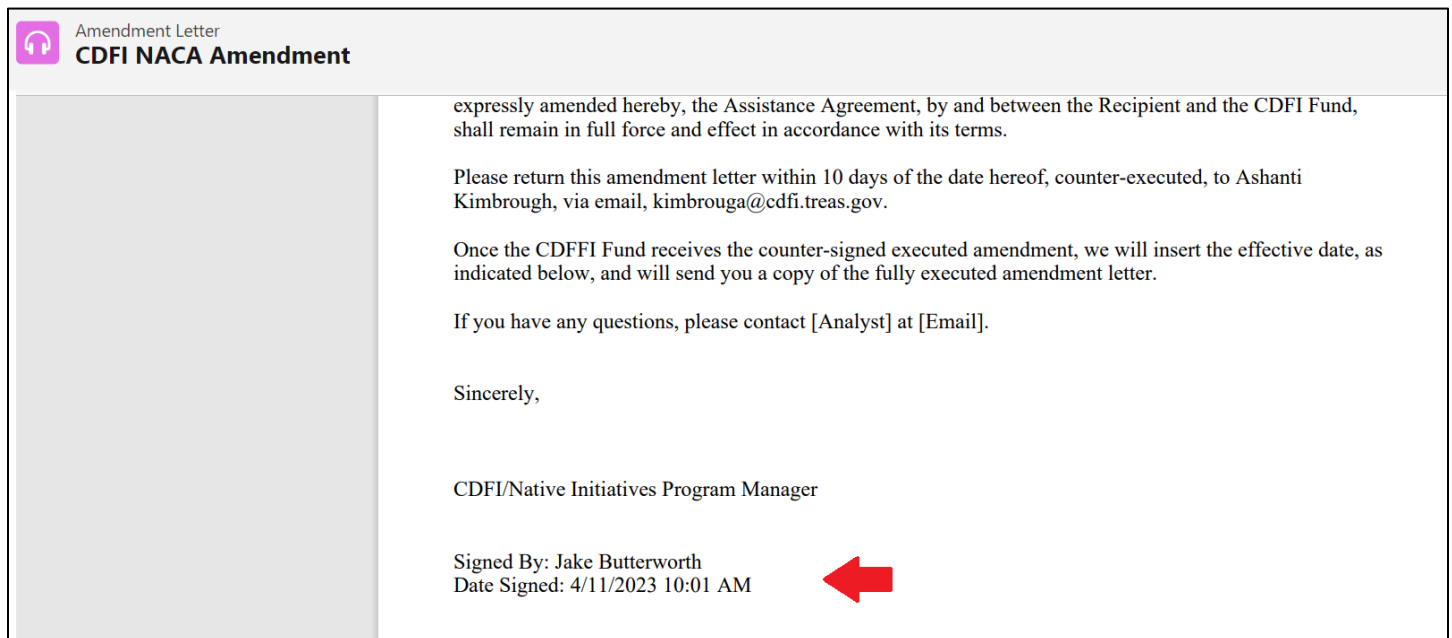 Amendment Letter
CDFI NACA Amendment
expressly amended hereby, the Assistance Agreement, by and between the Recipient and the CDFI Fund,
shall remain in full force and effect in accordance with its terms.
Please return this amendment letter within 10 days of the date hereof, counter-executed, to Ashanti
Kimbrough, via email, kimbrouga@cdfi.treas.gov.
Once the CDFFI Fund receives the counter-signed executed amendment, we will insert the effective date, as
indicated below, and will send you a copy of the fully executed amendment letter.
If you have any questions, please contact [Analyst] at [Email].
Sincerely,
CDFI/Native Initiatives Program Manager
Signed By: Jake Butterworth
Date Signed: 4/11/2023 10:01 AM